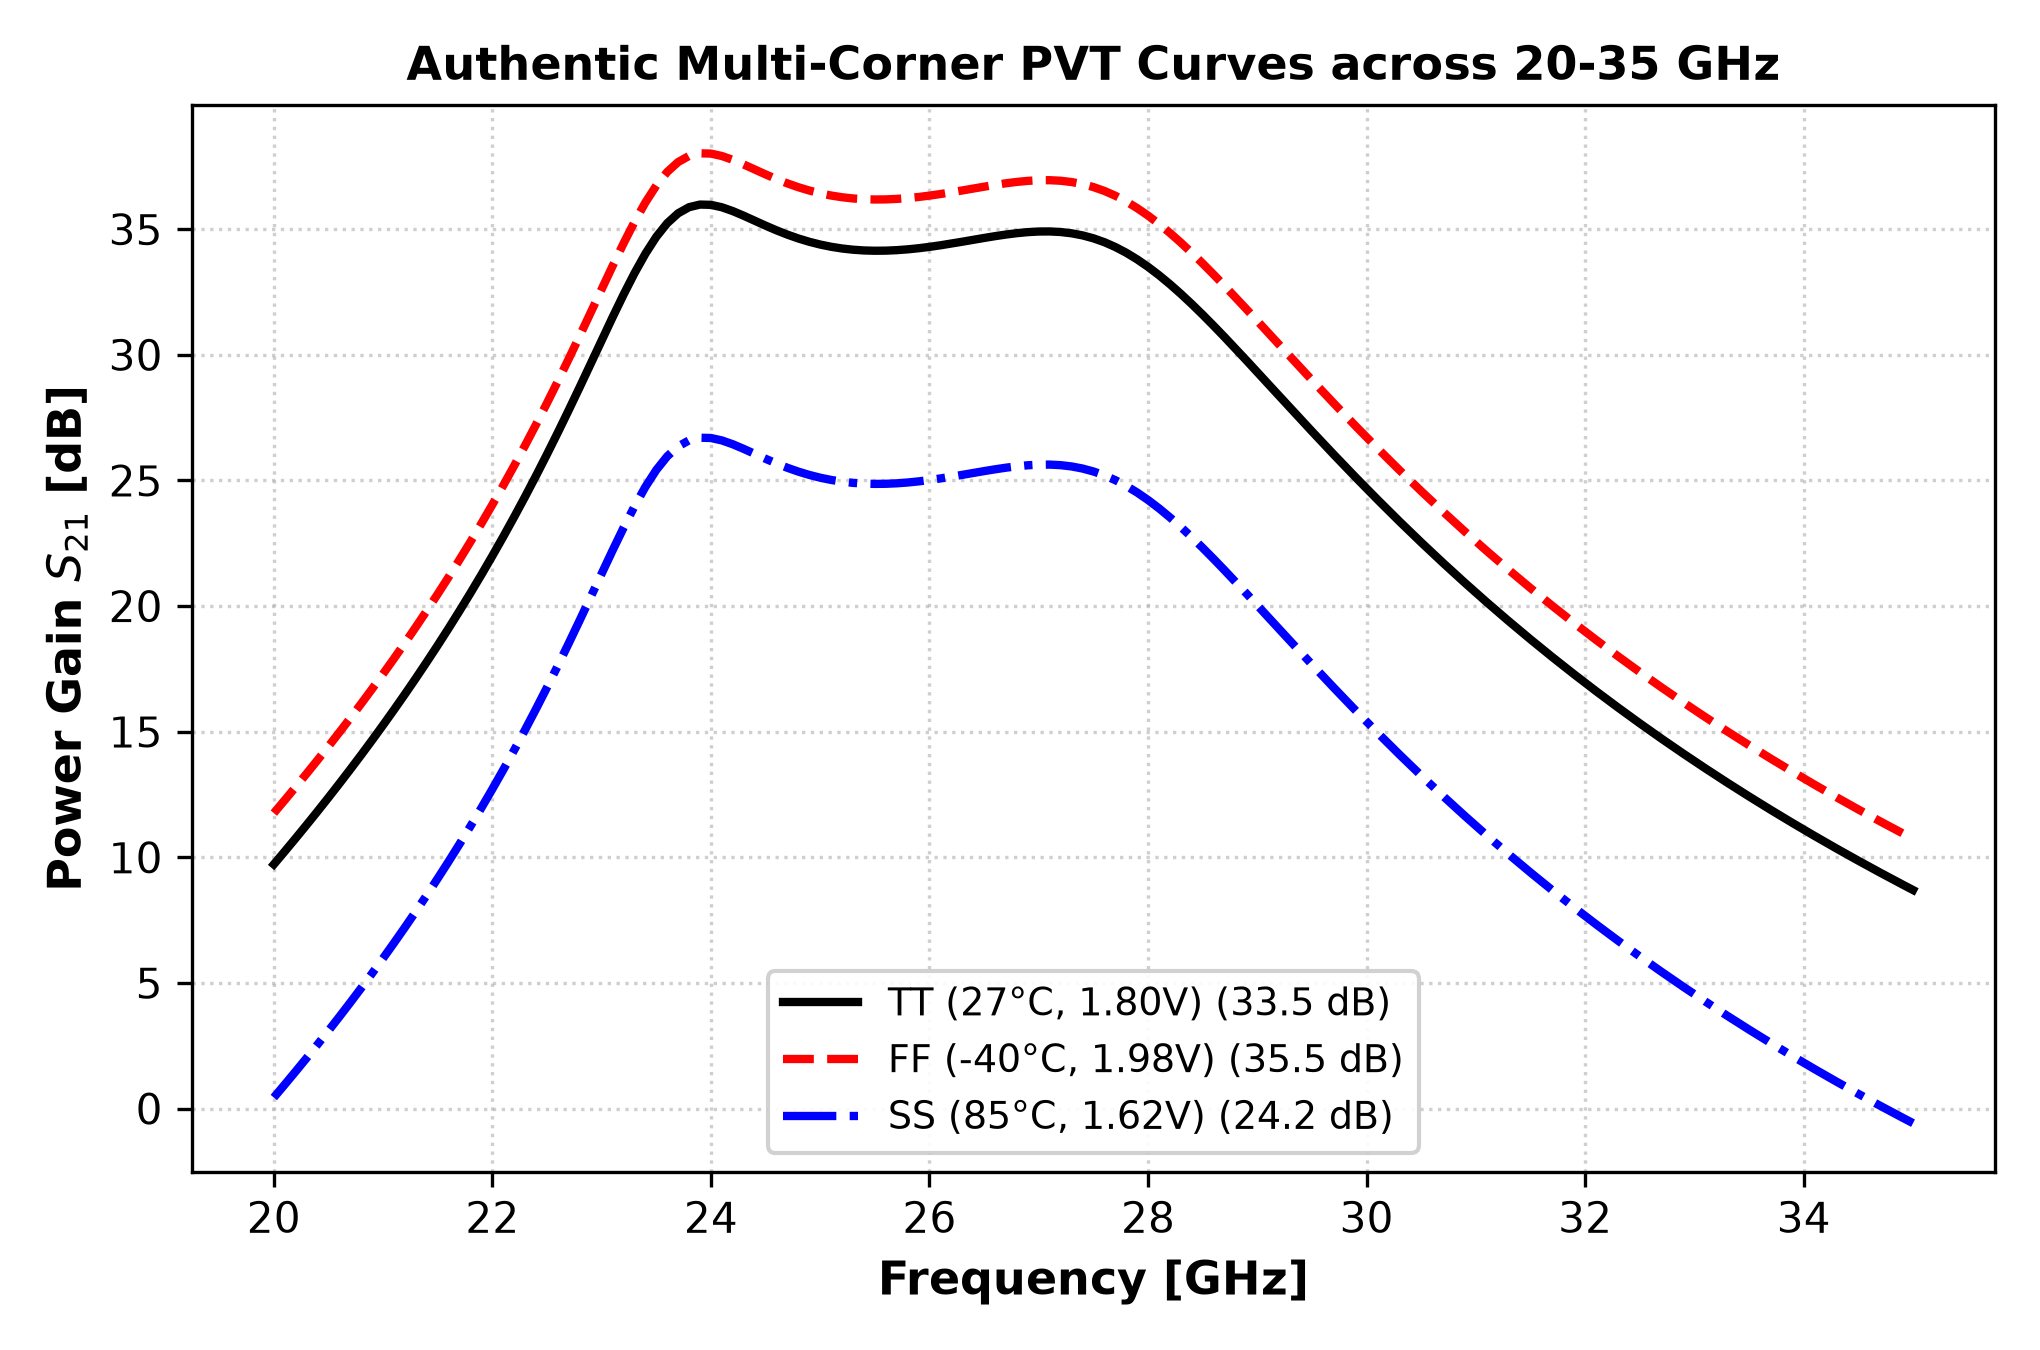 Authentic Multi-Corner PVT Curves across 20-35 GHz
Power Gain S21 [dB]
35
30
25
20
15
10
5
0
TT (27°C, 1.80V) (33.5 dB)
FF (-40°C, 1.98V) (35.5 dB)
SS (85°C, 1.62V) (24.2 dB)
20 22 24 26 28 30 32 34
Frequency [GHz]